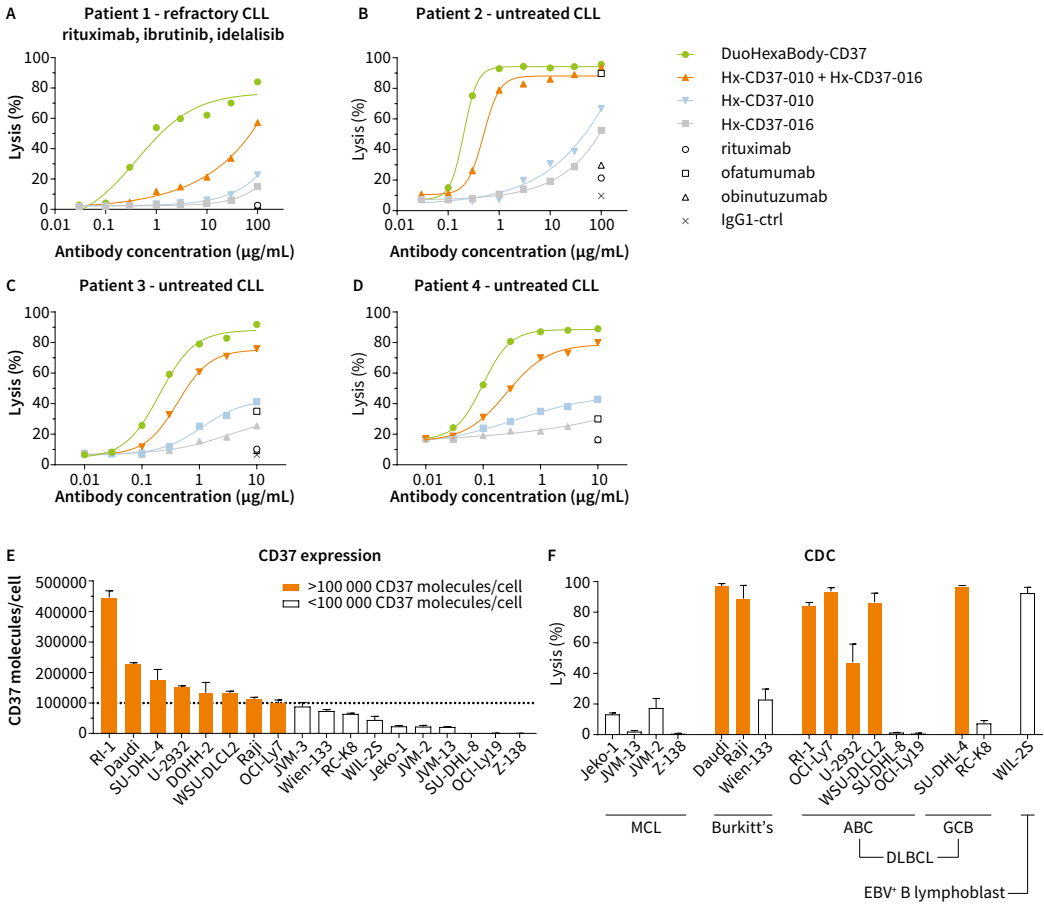 A
Patient 1 - refractory CLL
rituximab, ibrutinib, idelalisib
Lysis (%)
100
80
60
40
20
0
0.01
0.1
1
10
100
Antibody concentration (µg/mL)
B
Patient 2 - untreated CLL
Lysis (%)
100
80
60
40
20
0
0.01
0.1
1
10
100
Antibody concentration (µg/mL)
DuoHexaBody-CD37
Hx-CD37-010 + Hx-CD37-016
Hx-CD37-010
Hx-CD37-016
rituximab
ofatumumab
obinutuzumab
IgG1-ctrl
C
Patient 3 - untreated CLL
Lysis (%)
100
80
60
40
20
0
0.01
0.1
1
10
Antibody concentration (µg/mL)
D
Patient 4 - untreated CLL
Lysis (%)
100
80
60
40
20
0
0.01
0.1
1
10
Antibody concentration (µg/mL)
E
CD37 expression
CD37 molecules/cell
500000
400000
300000
200000
100000
0
>100 000 CD37 molecules/cell
<100 000 CD37 molecules/cell
RI-1
Daudi
SU-DHL-4
U-2932
DOHH-2
WSU-DLCL2
Raji
OCI-Ly7
JVM-3
Wien-133
RC-K8
WIL-2S
Jeko-1
JVM-2
JVM-13
SU-DHL-8
OCI-Ly19
Z-138
F
CDC
Lysis (%)
100
80
60
40
20
0
Jeko-1
JVM-13
JVM-2
Z-138
Daudi
Raji
Wien-133
RI-1
OCI-Ly7
U-2932
WSU-DLCL2
SU-DHL-8
OCI-Ly19
SU-DHL-4
RC-K8
WIL-2S
MCL
Burkitt's
ABC
GCB
DLBCL
EBV⁺ B lymphoblast